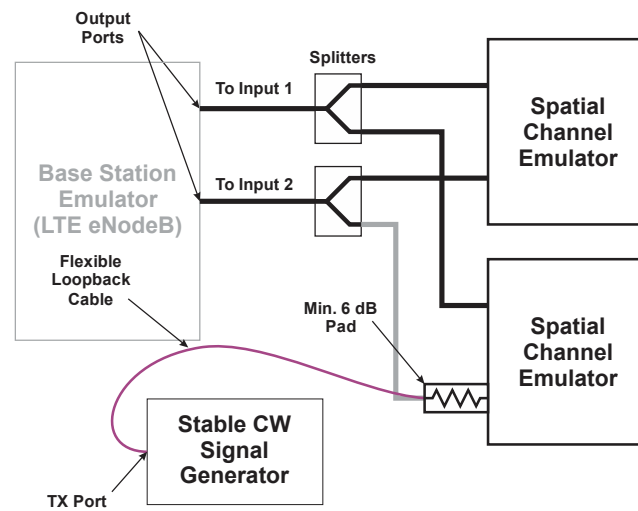 Output
Ports
Splitters
To Input 1
Spatial
Channel
Emulator
Base Station
Emulator
(LTE eNodeB)
To Input 2
Flexible
Loopback
Cable
Min. 6 dB
Pad
Spatial
Channel
Emulator
Stable CW
Signal
Generator
TX Port